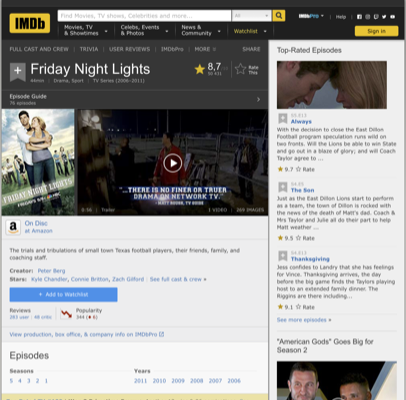 IMDb
Find Movies, TV shows, Celebrities and more...
All
IMDbPro
Help
Movies, TV
& Showtimes
Celebs, Events
& Photos
News &
Community
Watchlist
Sign in
FULL CAST AND CREW | TRIVIA | USER REVIEWS | IMDbPro | MORE
SHARE
Friday Night Lights
TV Series (2006–2011)
44min | Drama, Sport
8,7
Rate
This
Episode Guide
76 episodes
FRIDAY NIGHT LIGHTS
"...THERE IS NO FINER OR TRUER
DRAMA ON NETWORK TV."
Trailer
3 VIDEO | 269 IMAGES
On Disc
at Amazon
The trials and tribulations of small town Texas football players, their friends, family, and
coaching staff.
Creator: Peter Berg
Stars: Kyle Chandler, Connie Britton, Zach Gilford | See full cast & crew »
+ Add to Watchlist
Reviews
Popularity
View production, box office, & company info on IMDbPro
Episodes
Seasons
Years
5 4 3 2 1
2011 2010 2009 2008 2007 2006
Top-Rated Episodes
S5.E13
Always
With the decision to close the East Dillon
Football program speculation runs wild on
two fronts. Will the Lions be able to win State
and go out in a blaze of glory; and will Coach
Taylor agree to ...
9.7 Rate
S4.E5
The Son
Just as the East Dillon Lions start to perform
as a team, the town of Dillon is rocked with
the news of the death of Matt's dad. Coach &
Mrs Taylor and Julie all do their part to help
Matt weather ...
9.5 Rate
Thanksgiving
Jess confides to Landry that she has feelings
for Vince. Thanksgiving arrives, the day
before the big game finds the Taylors playing
host to an extended family dinner. The
Riggins are there including...
9.1 Rate
See more episodes »
"American Gods" Goes Big for
Season 2